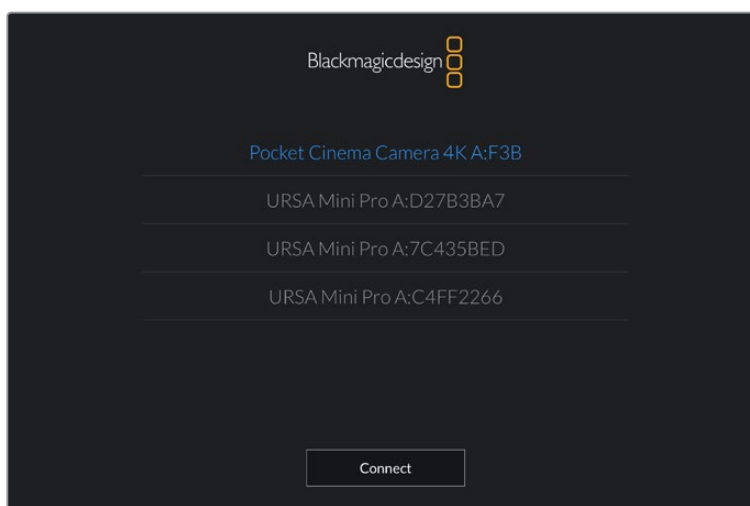 Blackmagicdesign
Pocket Cinema Camera 4K A:F3B
URSA Mini Pro A:D27B3BA7
URSA Mini Pro A:7C435BED
URSA Mini Pro A:C4FF2266
Connect